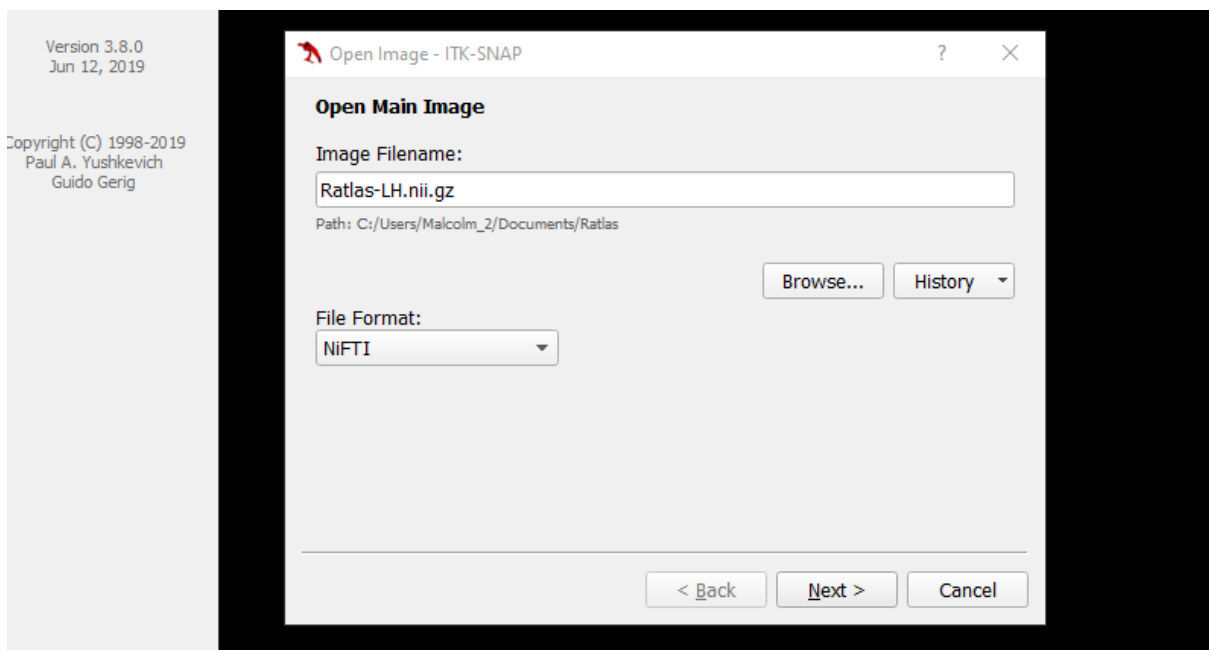 Version 3.8.0
Jun 12, 2019
Copyright (C) 1998-2019
Paul A. Yushkevich
Guido Gerig
Open Image - ITK-SNAP
?
Open Main Image
Image Filename:
Ratlas-LH.nii.gz
Path: C:/Users/Malcolm_2/Documents/Ratlas
Browse... History
File Format:
NiFTI
< Back Next > Cancel